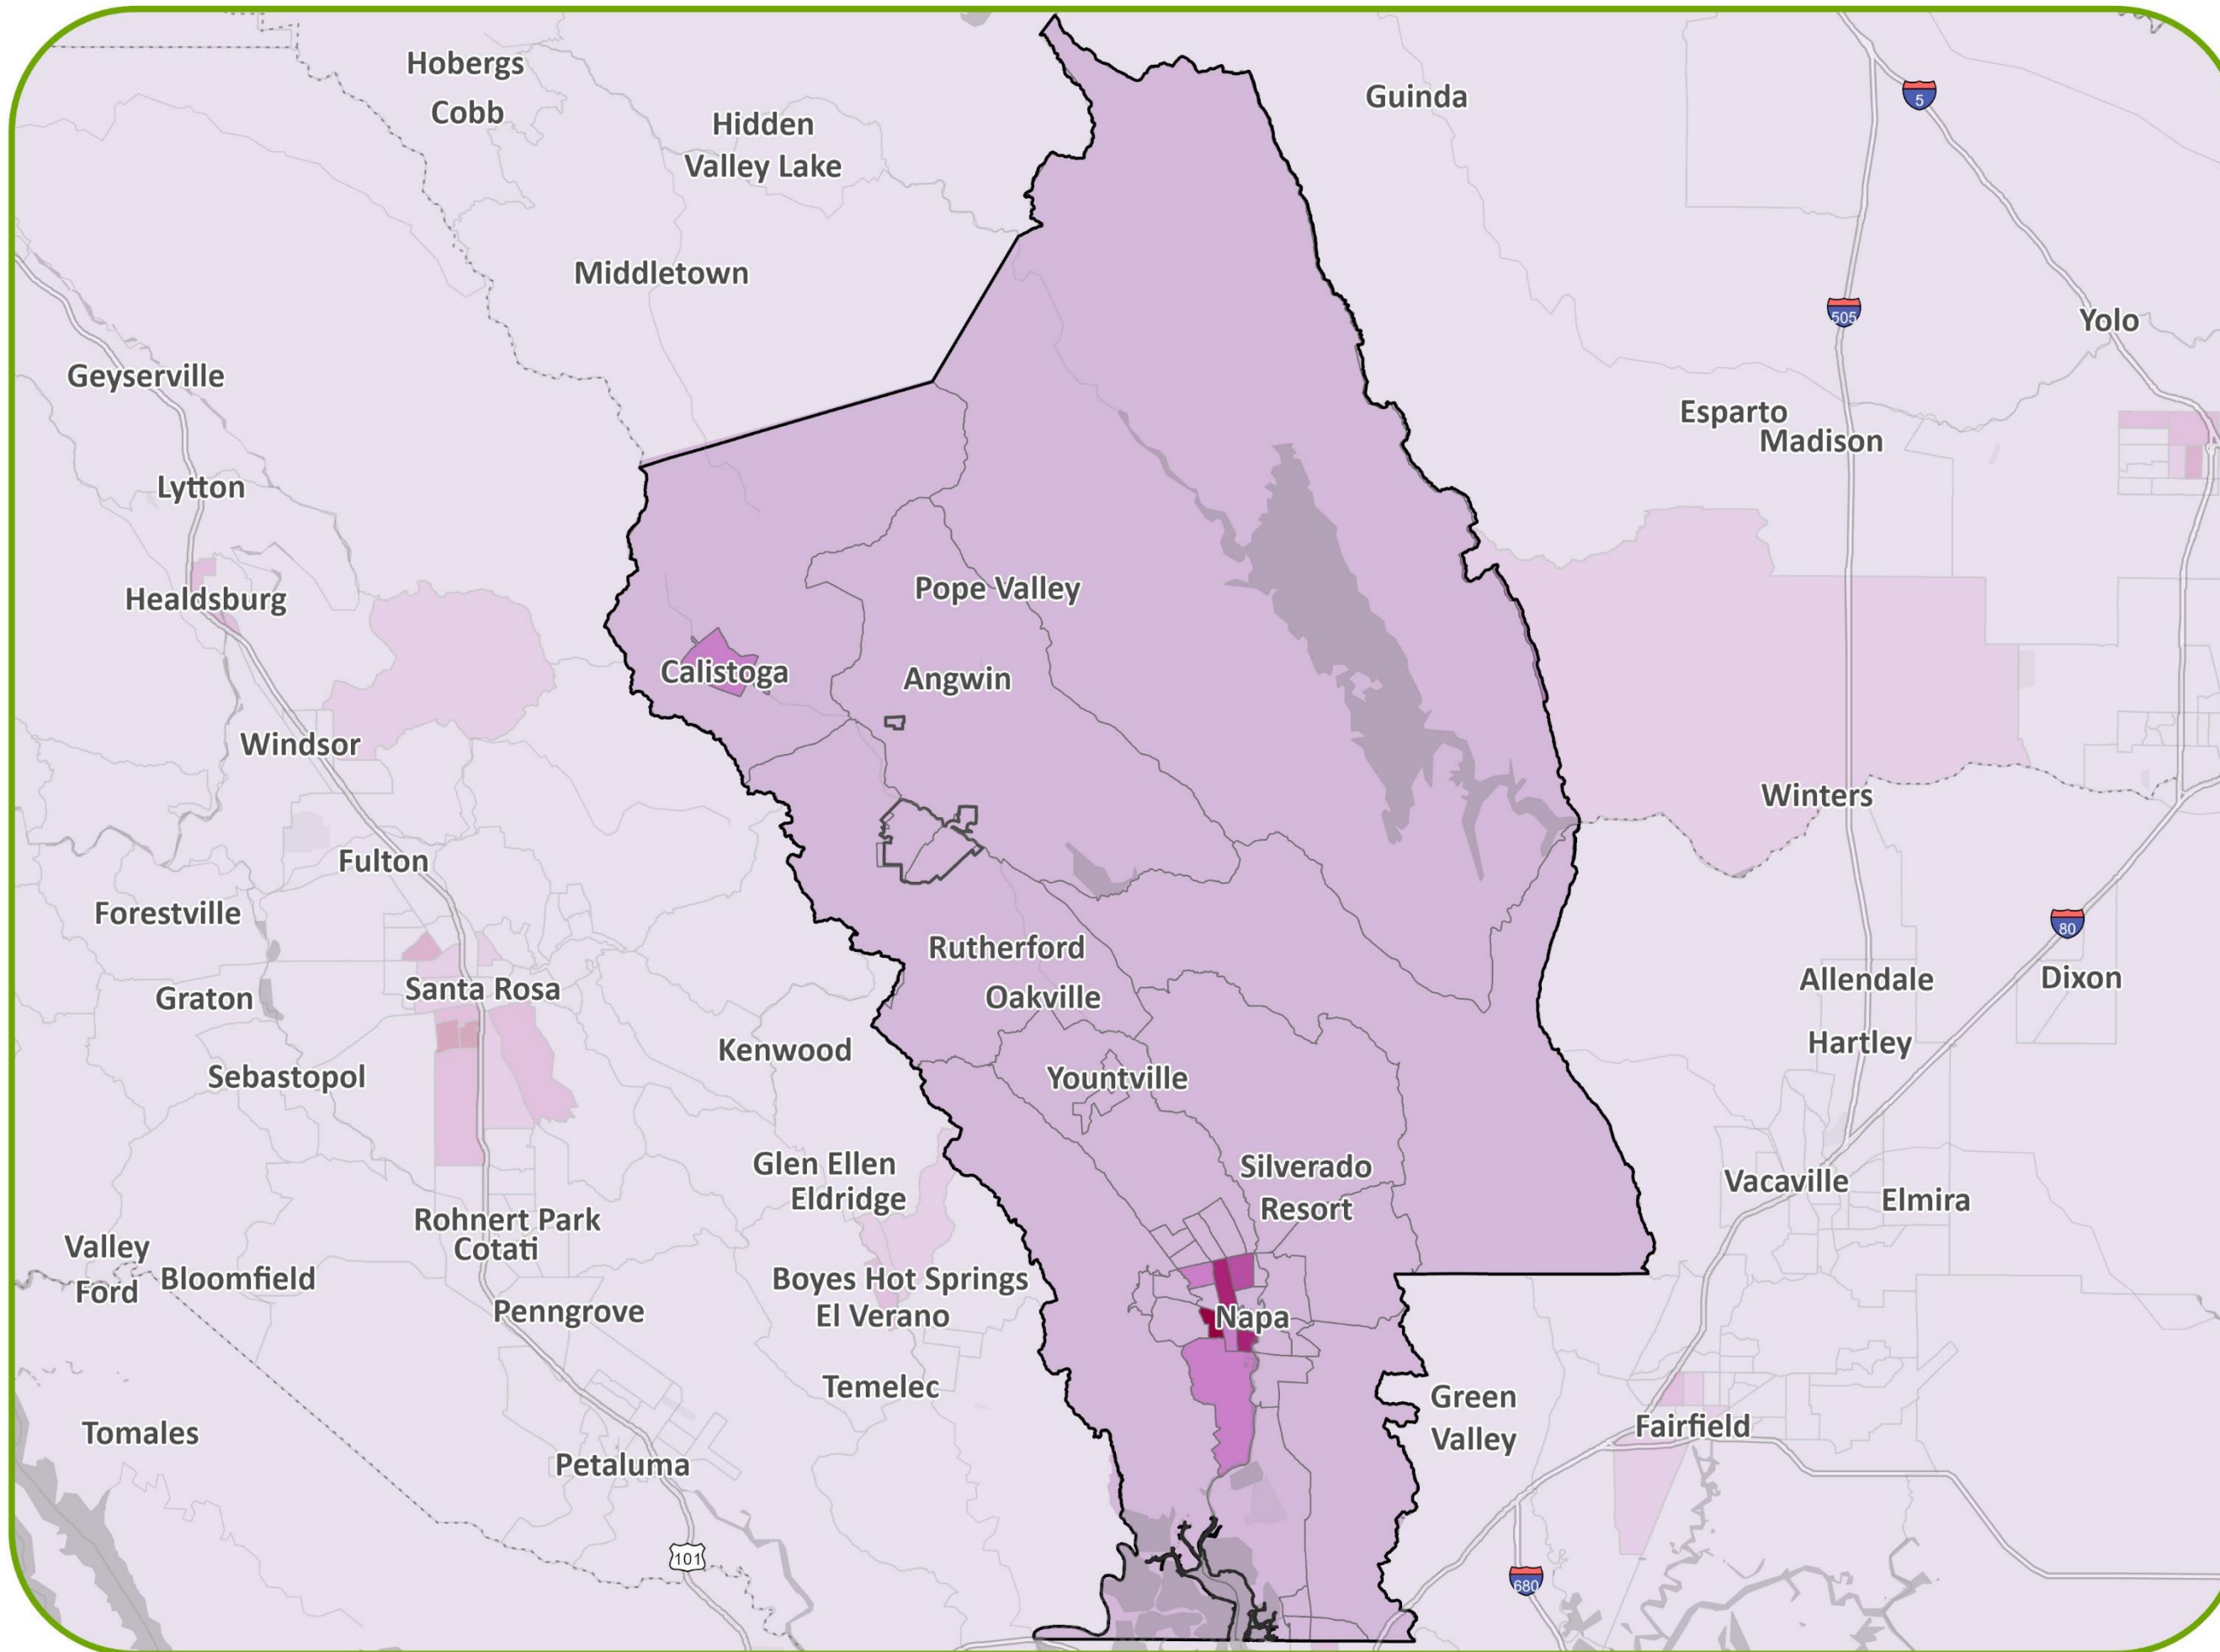 Hobergs
Cobb
Hidden
Valley Lake
Guinda
5
Middletown
505
Yolo
Geyserville
Esparto
Madison
Lytton
Pope Valley
Healdsburg
Calistoga
Angwin
Windsor
Winters
Fulton
Forestville
80
Rutherford
Santa Rosa
Graton
Oakville
Allendale
Dixon
Kenwood
Hartley
Sebastopol
Yountville
Glen Ellen
Silverado
Resort
Vacaville
Eldridge
Elmira
Rohnert Park
Cotati
Valley
Ford
Bloomfield
Boyes Hot Springs
Penngrove
El Verano
Napa
Temelec
Green
Valley
Fairfield
Tomales
Petaluma
101
680